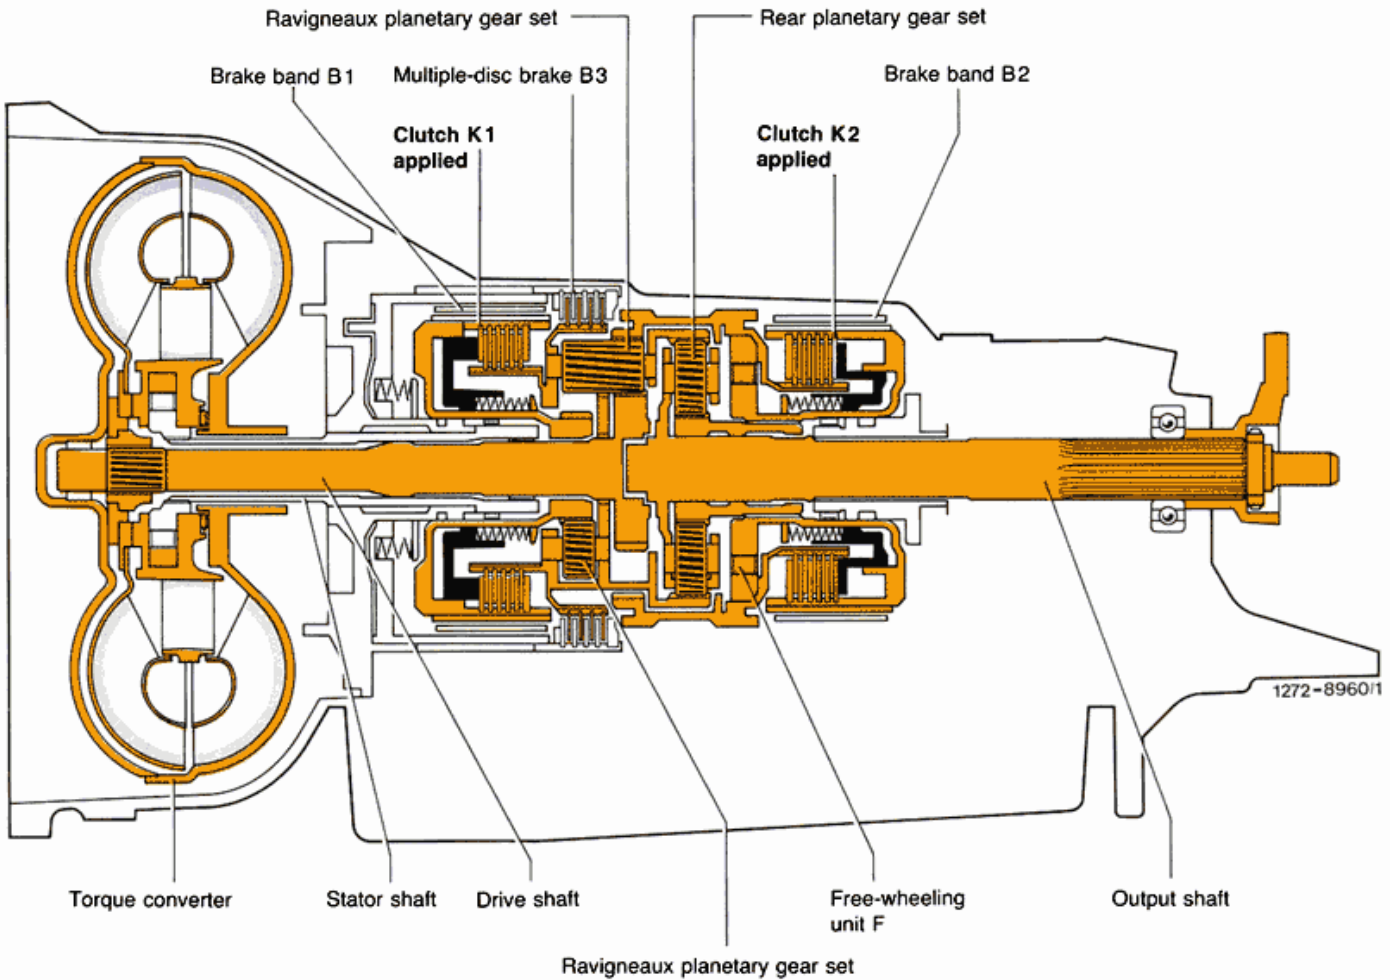 Ravigneaux planetary gear set
Rear planetary gear set
Brake band B1
Multiple-disc brake B3
Brake band B2
Clutch K1
applied
Clutch K2
applied
1272-8960/1
Torque converter
Stator shaft
Drive shaft
Free-wheeling
unit F
Output shaft
Ravigneaux planetary gear set